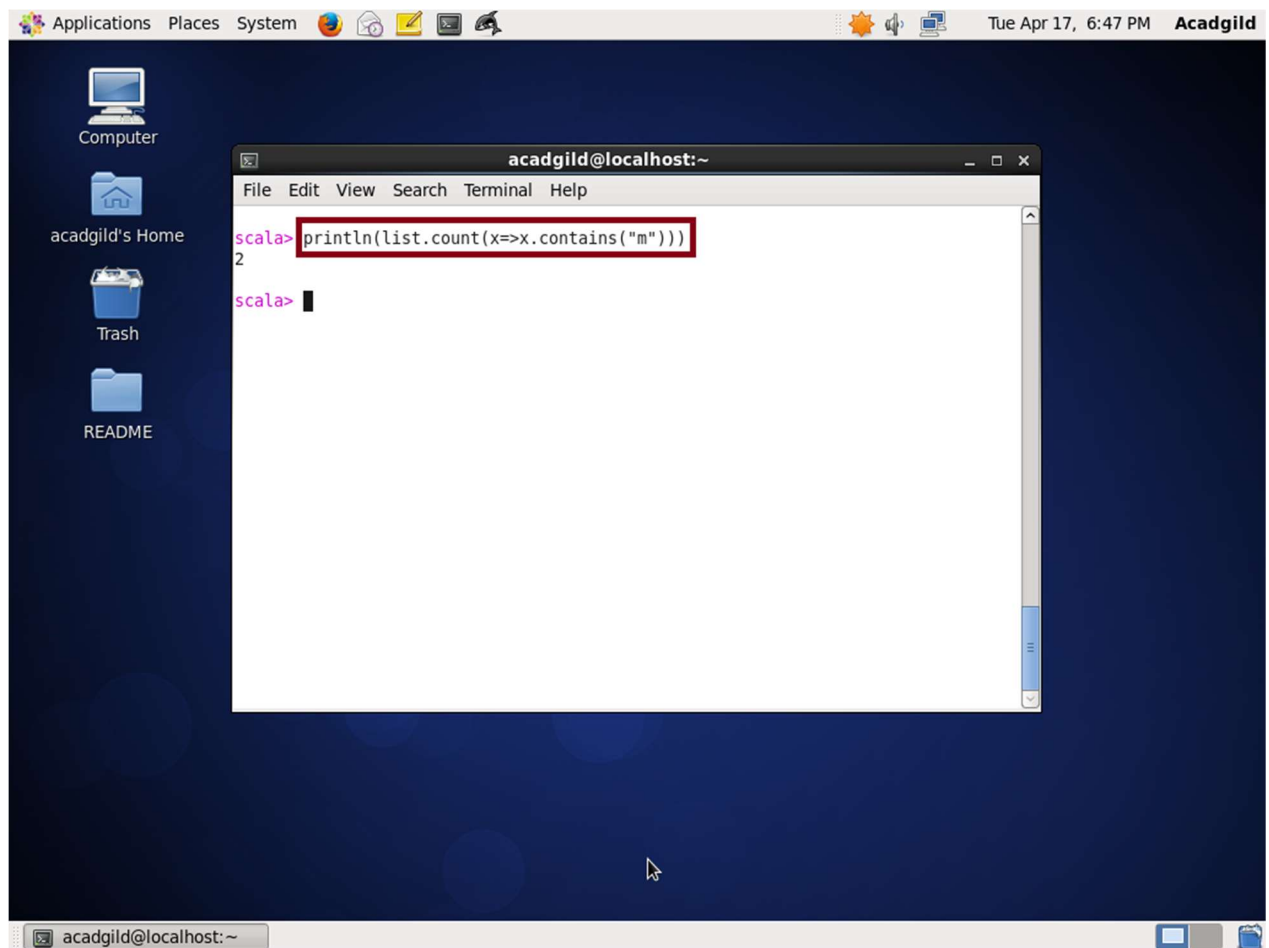 Applications Places System Tue Apr 17, 6:47 PM Acadgild
Computer
acadgild's Home
Trash
README
acadgild@localhost:~
File Edit View Search Terminal Help
scala> println(list.count(x=>x.contains("m")))
2
scala>
acadgild@localhost:~